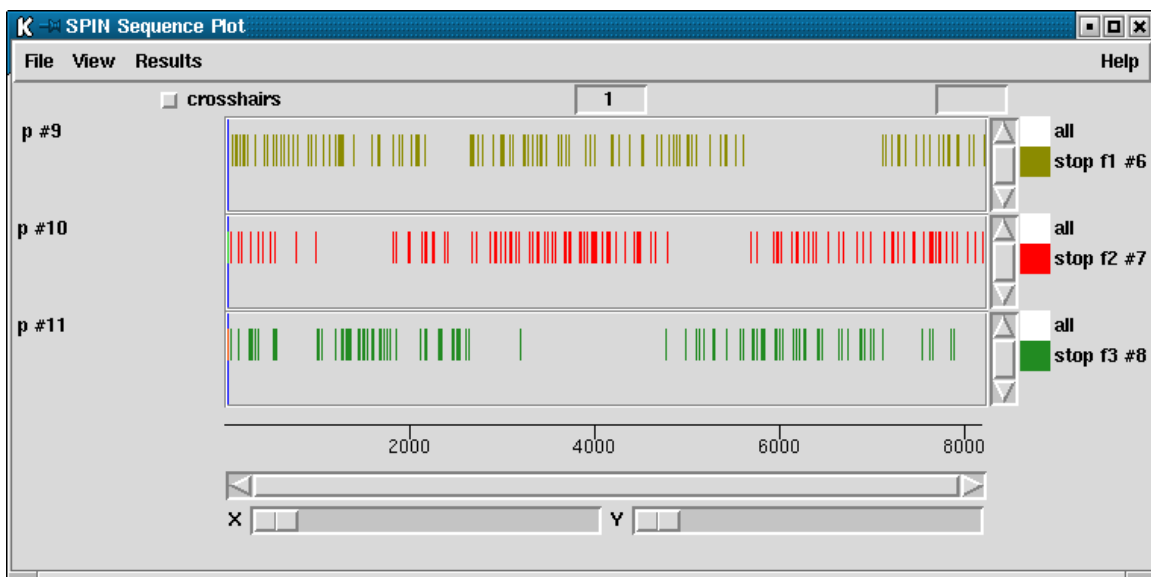 SPIN Sequence Plot
File View Results Help
crosshairs 1
p #9 all
stop f1 #6
p #10 all
stop f2 #7
p #11 all
stop f3 #8
2000 4000 6000 8000
X Y